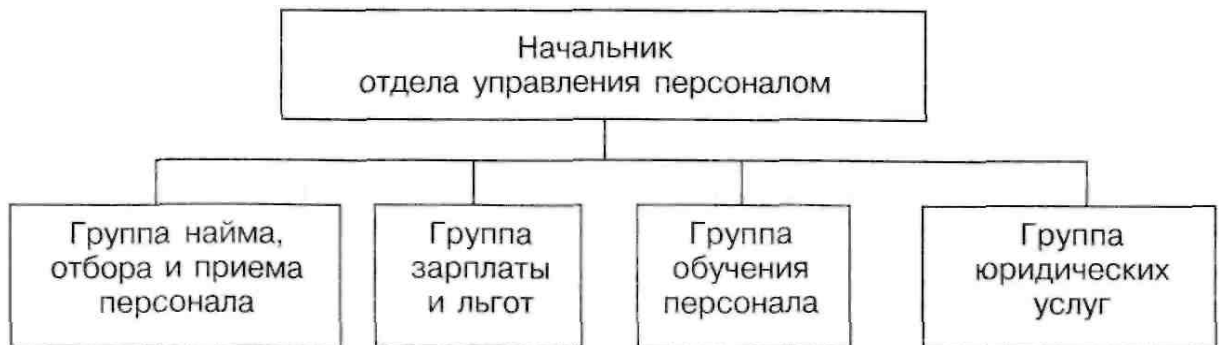 Начальник
отдела управления персоналом
Группа найма,
отбора и приема
персонала
Группа
зарплаты
и льгот
Группа
обучения
персонала
Группа
юридических
услуг